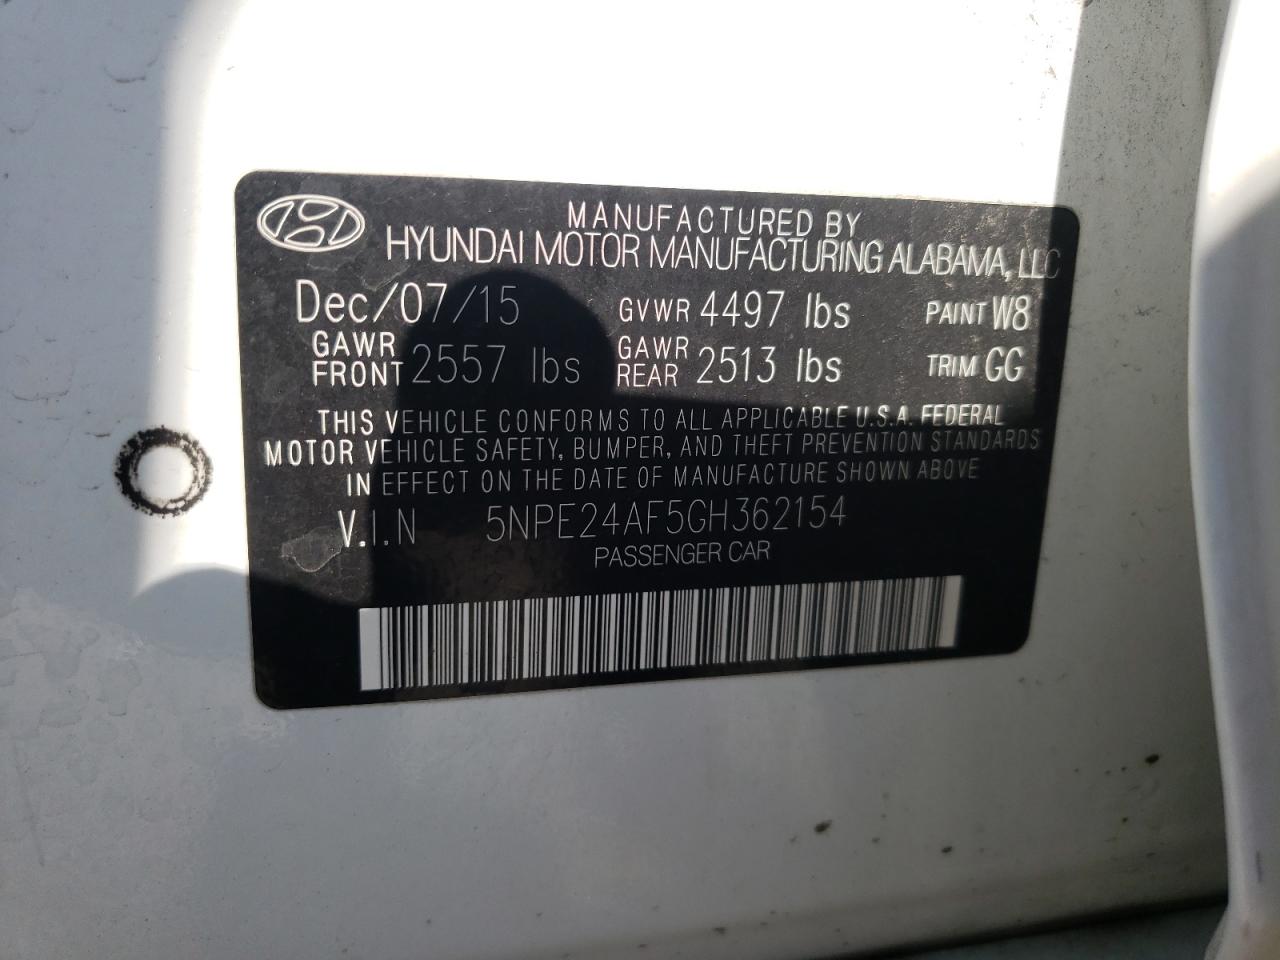 MANUFACTURED BY
HYUNDAI MOTOR MANUFACTURING ALABAMA, LLC
Dec/07/15 GVWR 4497 lbs PAINT W8
GAWR FRONT 2557 lbs GAWR REAR 2513 lbs TRIM GG
THIS VEHICLE CONFORMS TO ALL APPLICABLE U.S.A. FEDERAL
MOTOR VEHICLE SAFETY, BUMPER, AND THEFT PREVENTION STANDARDS
IN EFFECT ON THE DATE OF MANUFACTURE SHOWN ABOVE
V.I.N 5NPE24AF5GH362154
PASSENGER CAR